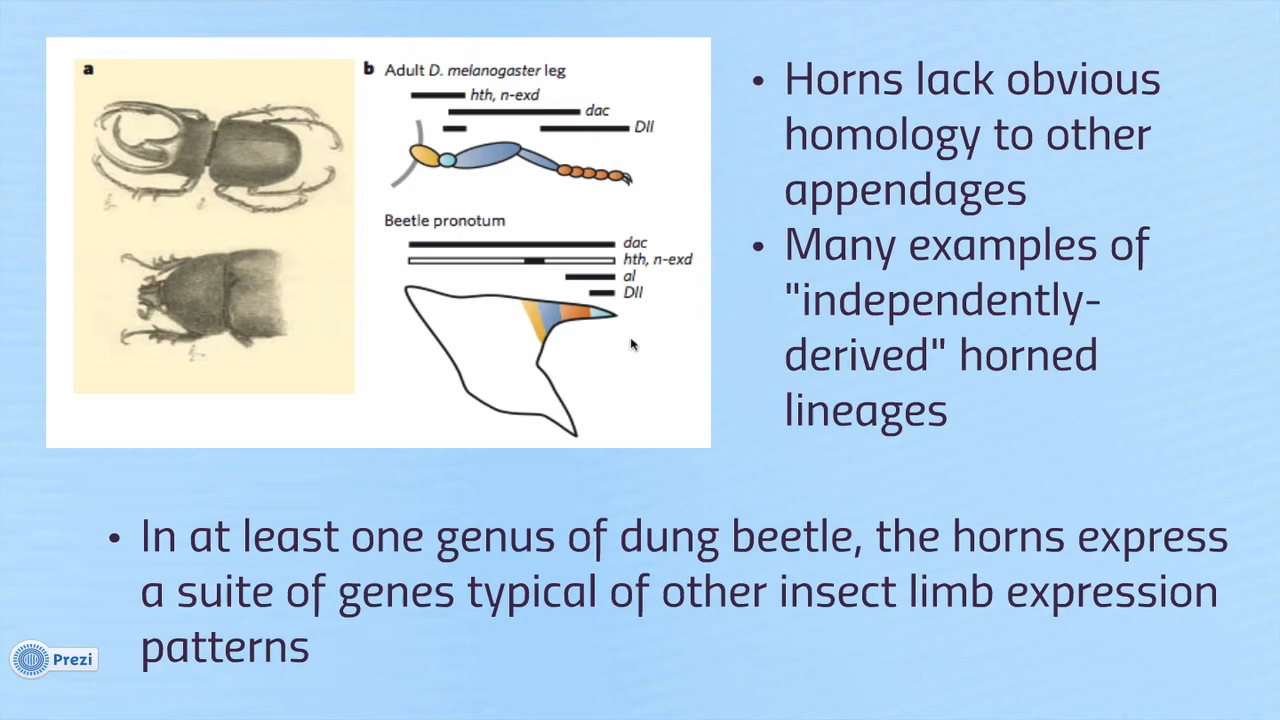 a
b Adult D. melanogaster leg
hth, n-exd
dac
Dll
Beetle pronotum
dac
hth, n-exd
al
Dll
• Horns lack obvious
homology to other
appendages
• Many examples of
"independently-
derived" horned
lineages
• In at least one genus of dung beetle, the horns express
a suite of genes typical of other insect limb expression
patterns
Prezi